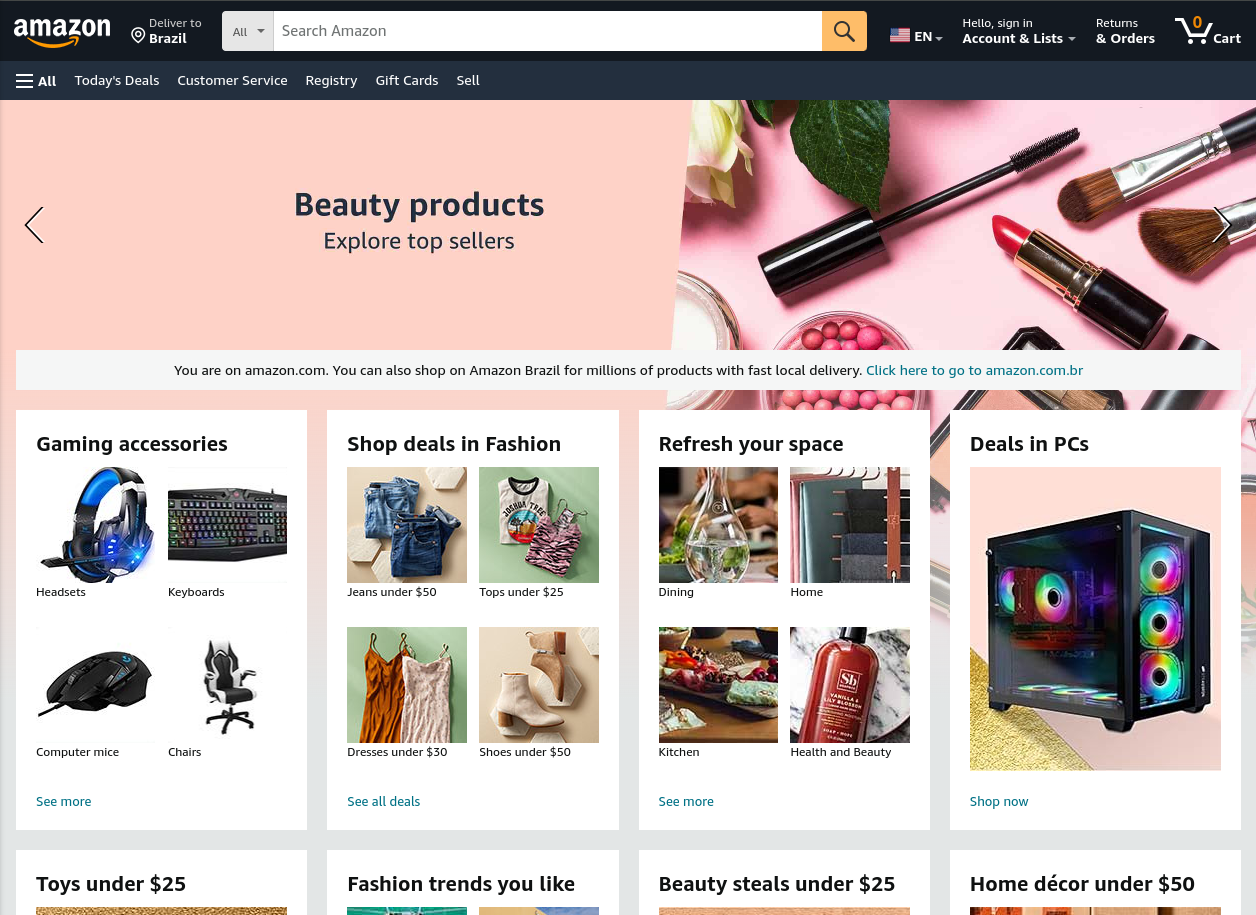 amazon
Deliver to
Brazil
All
Search Amazon
EN
Hello, sign in
Account & Lists
Returns
& Orders
0
Cart
All
Today's Deals
Customer Service
Registry
Gift Cards
Sell
Beauty products
Explore top sellers
You are on amazon.com. You can also shop on Amazon Brazil for millions of products with fast local delivery. Click here to go to amazon.com.br
Gaming accessories
Headsets
Keyboards
Computer mice
Chairs
See more
Shop deals in Fashion
JOSHUA TREE
Jeans under $50
Tops under $25
Dresses under $30
Shoes under $50
See all deals
Refresh your space
Dining
Home
Sb
VANILLA &
LILY BLOSSOM
Kitchen
Health and Beauty
See more
Deals in PCs
Shop now
Toys under $25
Fashion trends you like
Beauty steals under $25
Home décor under $50